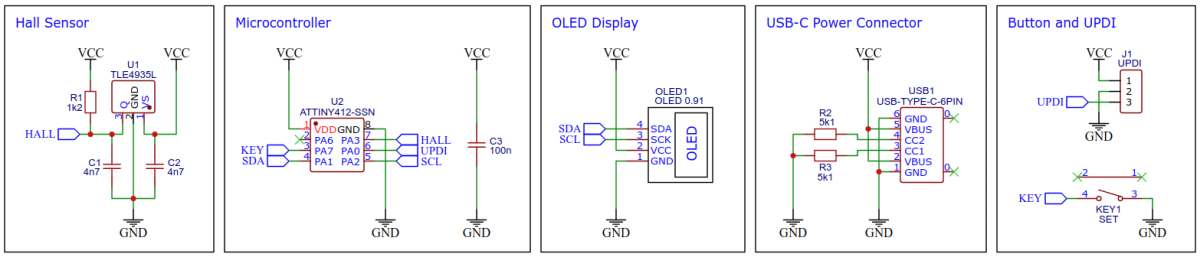 Hall Sensor
VCC
VCC
U1
TLE4935L
R1
1k2
Q
GND
VS
3
2
1
HALL
C1
4n7
C2
4n7
GND
Microcontroller
VCC
U2
ATTINY412-SSN
1
VDD
GND
8
2
PA6
PA3
7
HALL
KEY
3
PA7
PA0
6
UPDI
SDA
4
PA1
PA2
5
SCL
GND
VCC
C3
100n
GND
OLED Display
VCC
OLED1
OLED 0.91
SDA
4
SDA
SCL
3
SCK
2
VCC
1
GND
OLED
GND
USB-C Power Connector
VCC
USB1
USB-TYPE-C-6PIN
R2
5k1
R3
5k1
6
GND
0
5
VBUS
4
CC2
3
CC1
2
VBUS
1
GND
0
GND
GND
Button and UPDI
VCC
J1
UPDI
1
2
UPDI
3
GND
2
1
KEY
4
3
KEY1
SET
GND